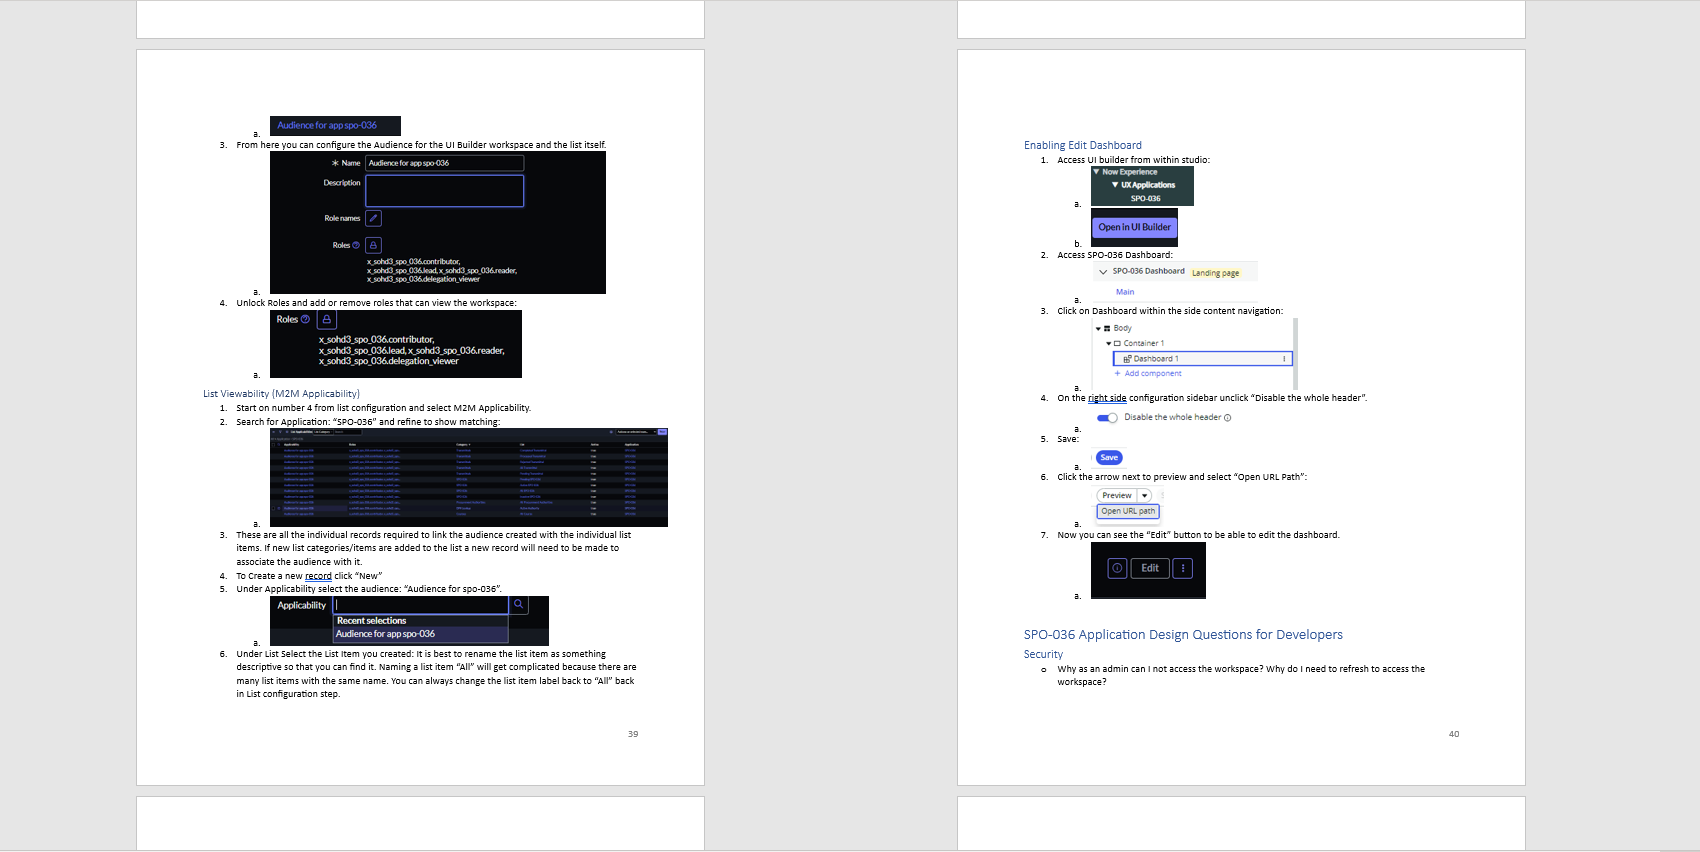 a. Audience for app spo-036
3. From here you can configure the Audience for the UI Builder workspace and the list itself.
* Name Audience for app spo-036
Description
Role names
Roles
x_sohd3_spo_036.contributor,
x_sohd3_spo_036.lead, x_sohd3_spo_036.reader,
x_sohd3_spo_036.delegation_viewer
a.
4. Unlock Roles and add or remove roles that can view the workspace:
Roles
x_sohd3_spo_036.contributor,
x_sohd3_spo_036.lead, x_sohd3_spo_036.reader,
x_sohd3_spo_036.delegation_viewer
a.
List Viewability (M2M Applicability)
1. Start on number 4 from list configuration and select M2M Applicability.
2. Search for Application: “SPO-036” and refine to show matching:
a.
3. These are all the individual records required to link the audience created with the individual list
items. If new list categories/items are added to the list a new record will need to be made to
associate the audience with it.
4. To Create a new record click “New”
5. Under Applicability select the audience: “Audience for spo-036”.
Applicability
Recent selections
Audience for app spo-036
a.
6. Under List Select the List Item you created: It is best to rename the list item as something
descriptive so that you can find it. Naming a list item “All” will get complicated because there are
many list items with the same name. You can always change the list item label back to “All” back
in List configuration step.
39
Enabling Edit Dashboard
1. Access UI builder from within studio:
Now Experience
UX Applications
SPO-036
a.
Open in UI Builder
b.
2. Access SPO-036 Dashboard:
SPO-036 Dashboard Landing page
Main
a.
3. Click on Dashboard within the side content navigation:
Body
Container 1
Dashboard 1
+ Add component
a.
4. On the right side configuration sidebar unclick “Disable the whole header”.
Disable the whole header
a.
5. Save:
Save
a.
6. Click the arrow next to preview and select “Open URL Path”:
Preview
Open URL path
a.
7. Now you can see the “Edit” button to be able to edit the dashboard.
Edit
a.
SPO-036 Application Design Questions for Developers
Security
o Why as an admin can I not access the workspace? Why do I need to refresh to access the
workspace?
40